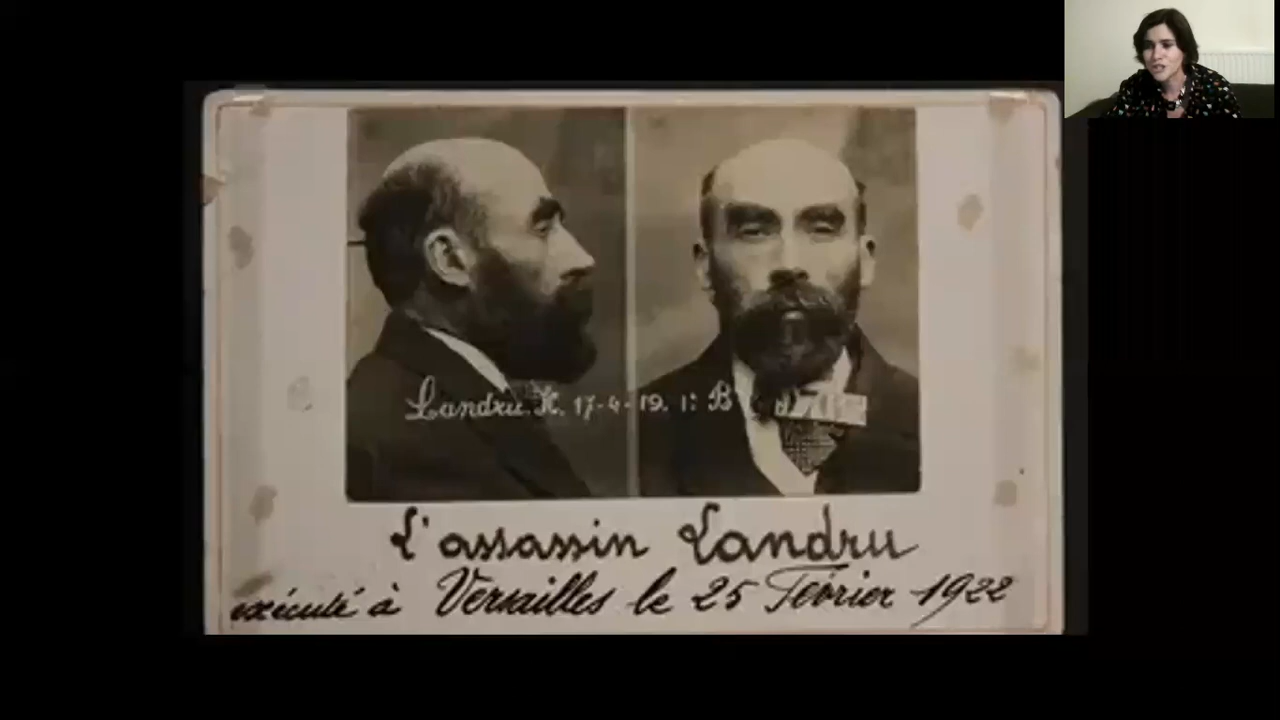 Landru. H. 17-4-19. 1: B
L'assassin Landru
exécuté à Versailles le 25 Février 1922